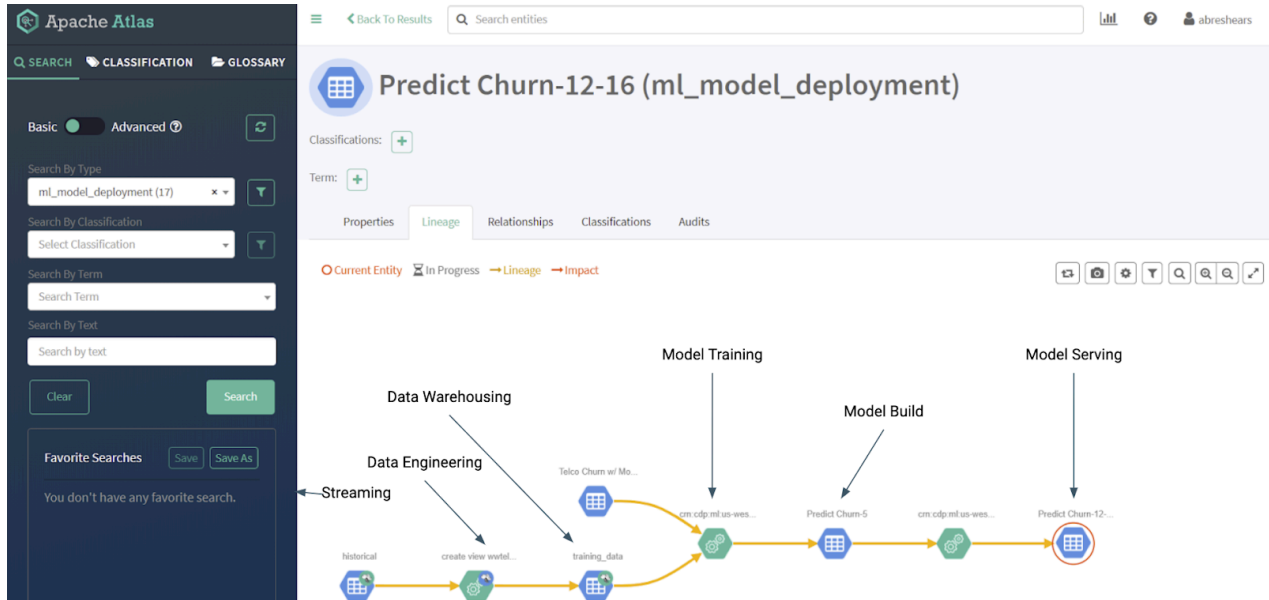 Apache Atlas
SEARCH CLASSIFICATION GLOSSARY
Basic Advanced
Search By Type
ml_model_deployment (17)
Search By Classification
Select Classification
Search By Term
Search Term
Search By Text
Search by text
Clear Search
Favorite Searches Save Save As
You don't have any favorite search.
Back To Results Search entities abreshears
Predict Churn-12-16 (ml_model_deployment)
Classifications:
Term:
Properties Lineage Relationships Classifications Audits
Current Entity In Progress Lineage Impact
Model Training Model Serving
Data Warehousing
Model Build
Data Engineering
Telco Churn w/ Mo...
Streaming
crn:cdp:ml:us-wes... Predict Churn-5 crn:cdp:ml:us-wes... Predict Churn-12-...
historical create view wwtel... training_data